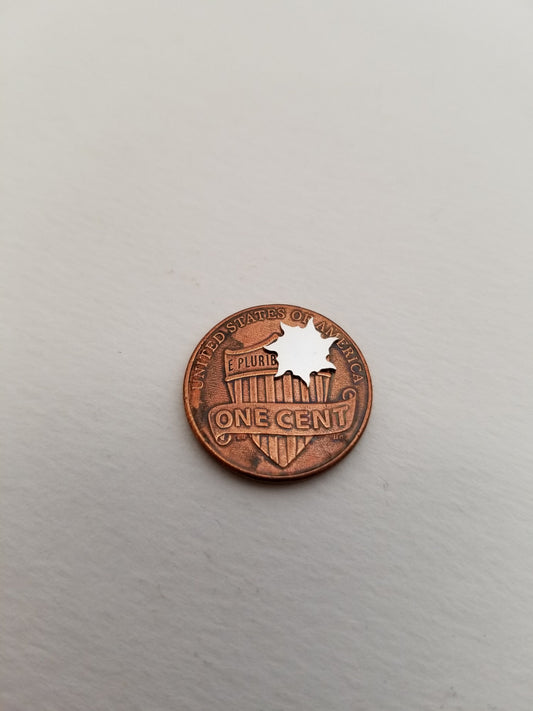 UNITED STATES OF AMERICA
E PLURIB
ONE CENT